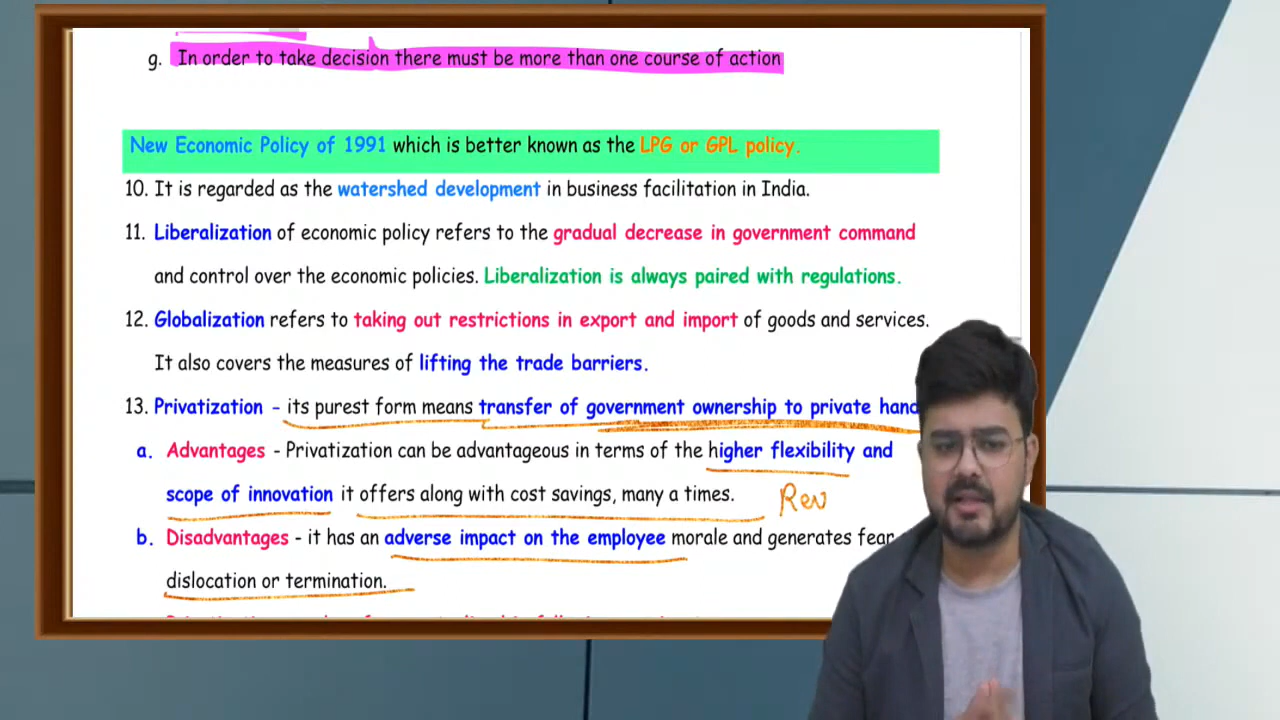 g. In order to take decision there must be more than one course of action
New Economic Policy of 1991 which is better known as the LPG or GPL policy.
10. It is regarded as the watershed development in business facilitation in India.
11. Liberalization of economic policy refers to the gradual decrease in government command
and control over the economic policies. Liberalization is always paired with regulations.
12. Globalization refers to taking out restrictions in export and import of goods and services.
It also covers the measures of lifting the trade barriers.
13. Privatization - its purest form means transfer of government ownership to private hand
a. Advantages - Privatization can be advantageous in terms of the higher flexibility and
scope of innovation it offers along with cost savings, many a times. Rev
b. Disadvantages - it has an adverse impact on the employee morale and generates fear
dislocation or termination.